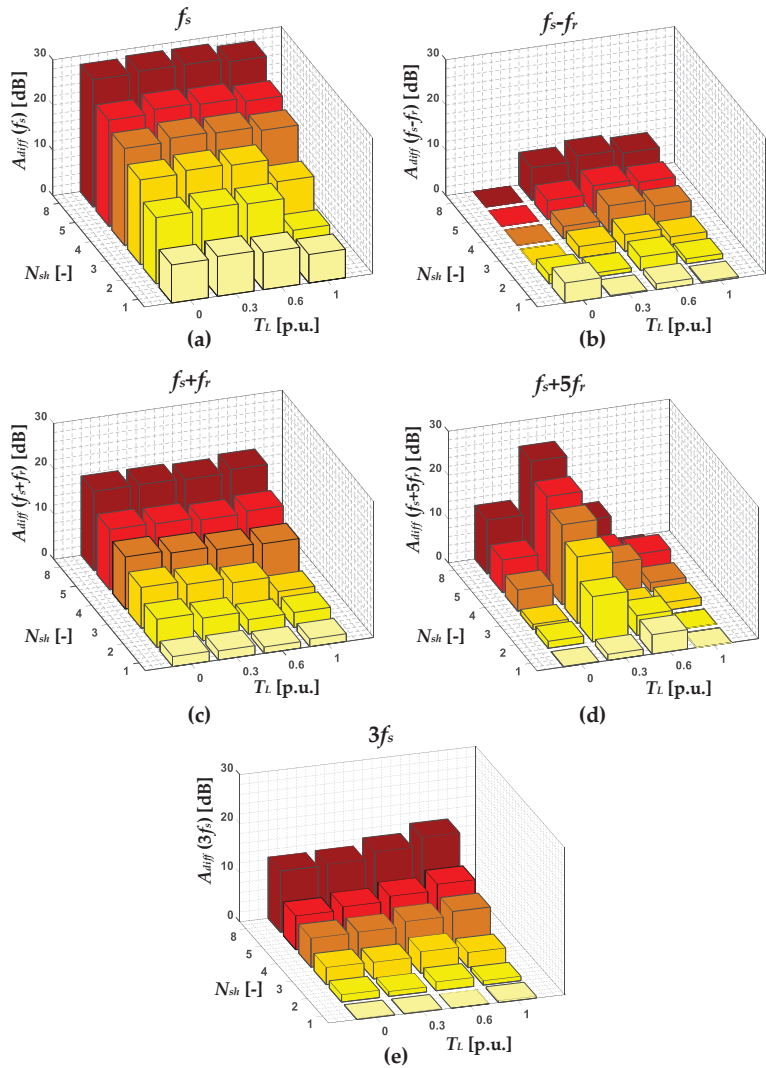 fs
Adiff (fs) [dB]
30
20
10
0
8
5
4
3
2
1
Nsh [-]
0
0.3
0.6
1
TL [p.u.]
(a)
fs-fr
Adiff (fs-fr) [dB]
30
20
10
0
8
5
4
3
2
1
Nsh [-]
0
0.3
0.6
1
TL [p.u.]
(b)
fs+fr
Adiff (fs+fr) [dB]
30
20
10
0
8
5
4
3
2
1
Nsh [-]
0
0.3
0.6
1
TL [p.u.]
(c)
fs+5fr
Adiff (fs+5fr) [dB]
30
20
10
0
8
5
4
3
2
1
Nsh [-]
0
0.3
0.6
1
TL [p.u.]
(d)
3fs
Adiff (3fs) [dB]
30
20
10
0
8
5
4
3
2
1
Nsh [-]
0
0.3
0.6
1
TL [p.u.]
(e)